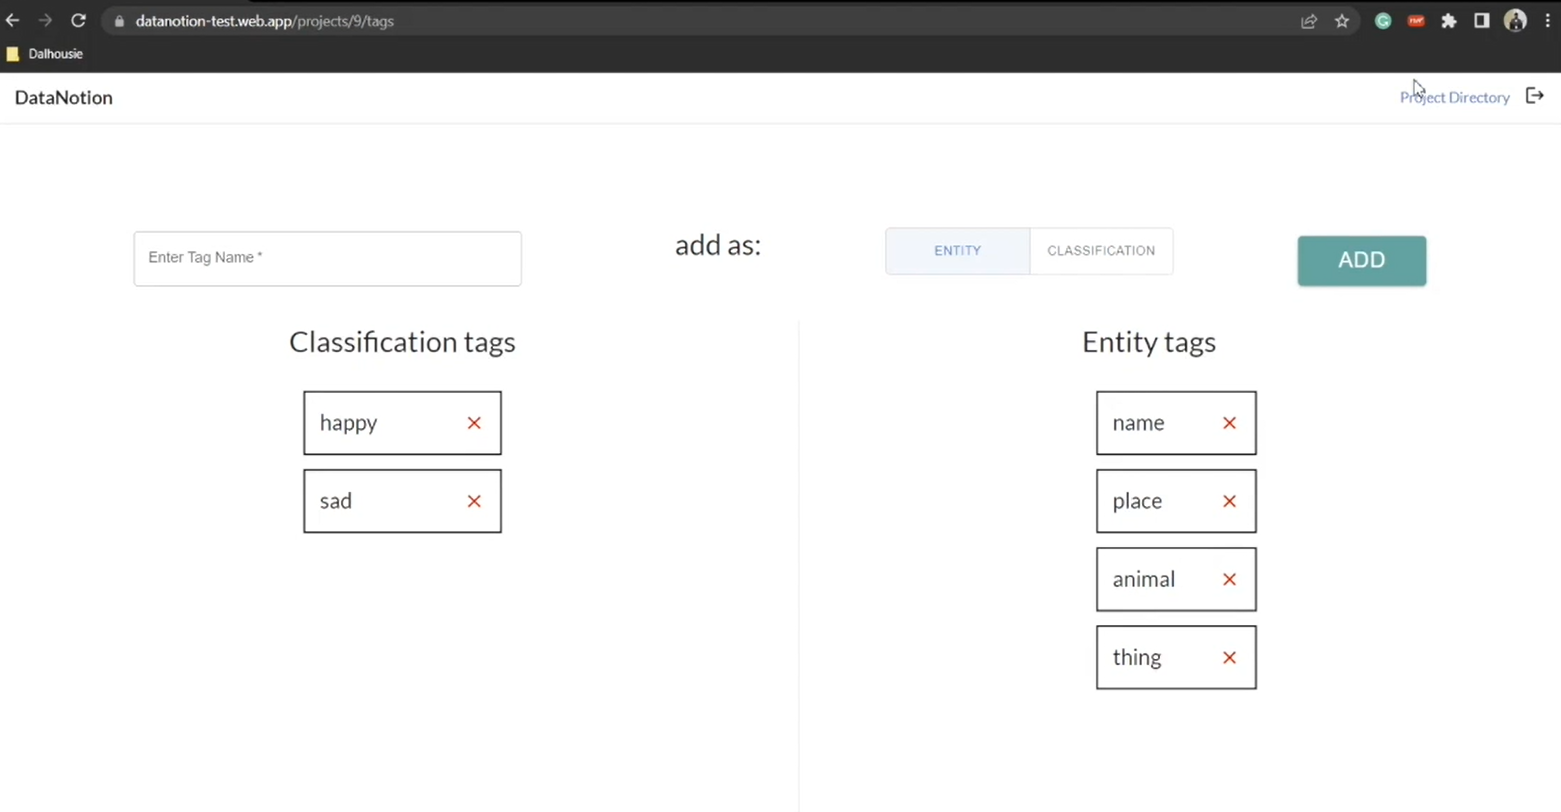 datanotion-test.web.app/projects/9/tags
Dalhousie
DataNotion
Project Directory
Enter Tag Name *
add as:
ENTITY
CLASSIFICATION
ADD
Classification tags
happy
sad
Entity tags
name
place
animal
thing